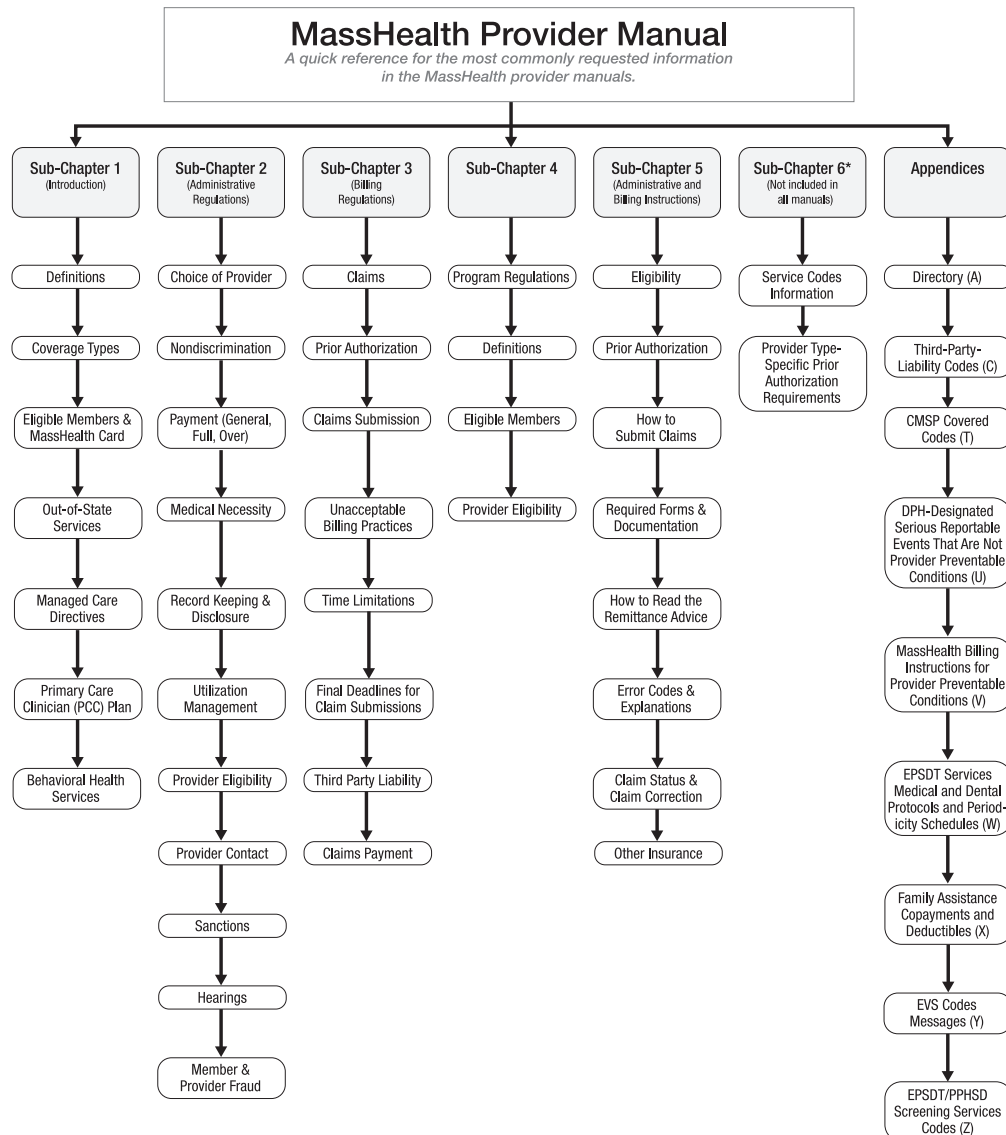 MassHealth Provider Manual
A quick reference for the most commonly requested information
in the MassHealth provider manuals.
Sub-Chapter 1
(Introduction)
Definitions
Coverage Types
Eligible Members &
MassHealth Card
Out-of-State
Services
Managed Care
Directives
Primary Care
Clinician (PCC) Plan
Behavioral Health
Services
Sub-Chapter 2
(Administrative
Regulations)
Choice of Provider
Nondiscrimination
Payment (General,
Full, Over)
Medical Necessity
Record Keeping &
Disclosure
Utilization
Management
Provider Eligibility
Provider Contact
Sanctions
Hearings
Member &
Provider Fraud
Sub-Chapter 3
(Billing
Regulations)
Claims
Prior Authorization
Claims Submission
Unacceptable
Billing Practices
Time Limitations
Final Deadlines for
Claim Submissions
Third Party Liability
Claims Payment
Sub-Chapter 4
Program Regulations
Definitions
Eligible Members
Provider Eligibility
Sub-Chapter 5
(Administrative and
Billing Instructions)
Eligibility
Prior Authorization
How to
Submit Claims
Required Forms &
Documentation
How to Read the
Remittance Advice
Error Codes &
Explanations
Claim Status &
Claim Correction
Other Insurance
Sub-Chapter 6*
(Not included in
all manuals)
Service Codes
Information
Provider Type-
Specific Prior
Authorization
Requirements
Appendices
Directory (A)
Third-Party-
Liability Codes (C)
CMSP Covered
Codes (T)
DPH-Designated
Serious Reportable
Events That Are Not
Provider Preventable
Conditions (U)
MassHealth Billing
Instructions for
Provider Preventable
Conditions (V)
EPSDT Services
Medical and Dental
Protocols and Period-
icity Schedules (W)
Family Assistance
Copayments and
Deductibles (X)
EVS Codes
Messages (Y)
EPSDT/PPHSD
Screening Services
Codes (Z)